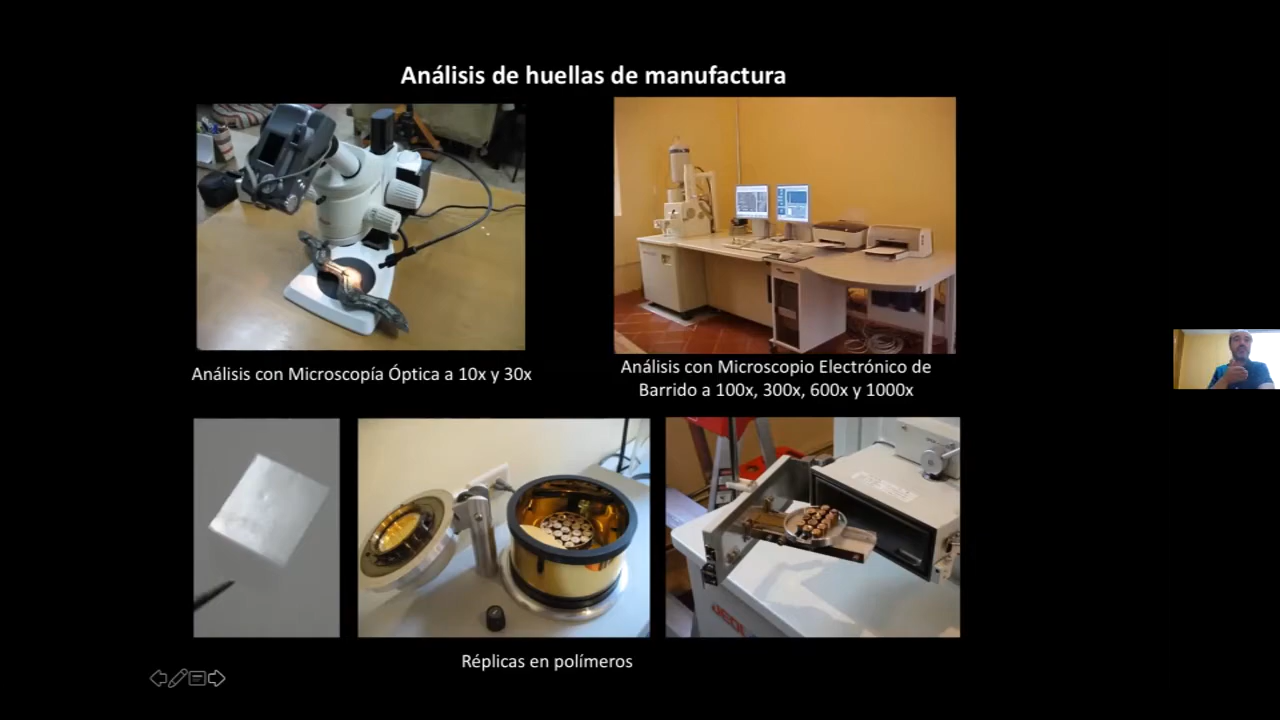 Análisis de huellas de manufactura
Análisis con Microscopía Óptica a 10x y 30x
Análisis con Microscopio Electrónico de
Barrido a 100x, 300x, 600x y 1000x
Réplicas en polímeros